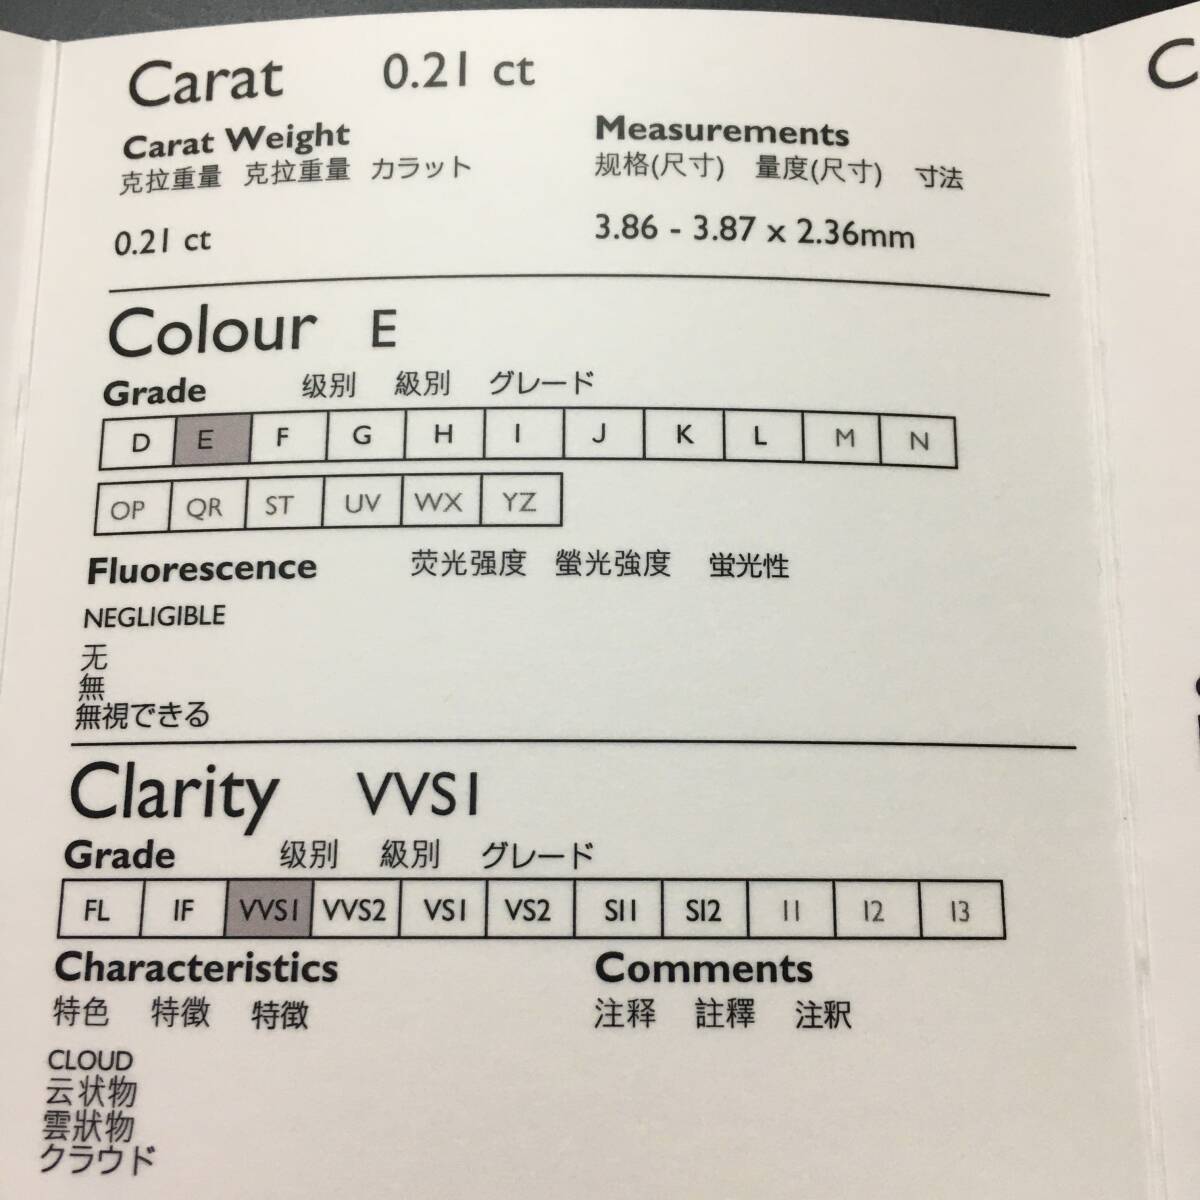 Carat 0.21 ct
Carat Weight
克拉重量 克拉重量 カラット
0.21 ct
Measurements
规格(尺寸) 量度(尺寸) 寸法
3.86 - 3.87 x 2.36mm
Colour E
Grade 级别 級別 グレード
D E F G H I J K L M N
OP QR ST UV WX YZ
Fluorescence 荧光强度 螢光強度 蛍光性
NEGLIGIBLE
无
無
無視できる
Clarity VVS1
Grade 级别 級別 グレード
FL IF VVS1 VVS2 VS1 VS2 SI1 SI2 I1 I2 I3
Characteristics
特色 特徵 特徴
CLOUD
云状物
雲狀物
クラウド
Comments
注释 註釋 注釈
C